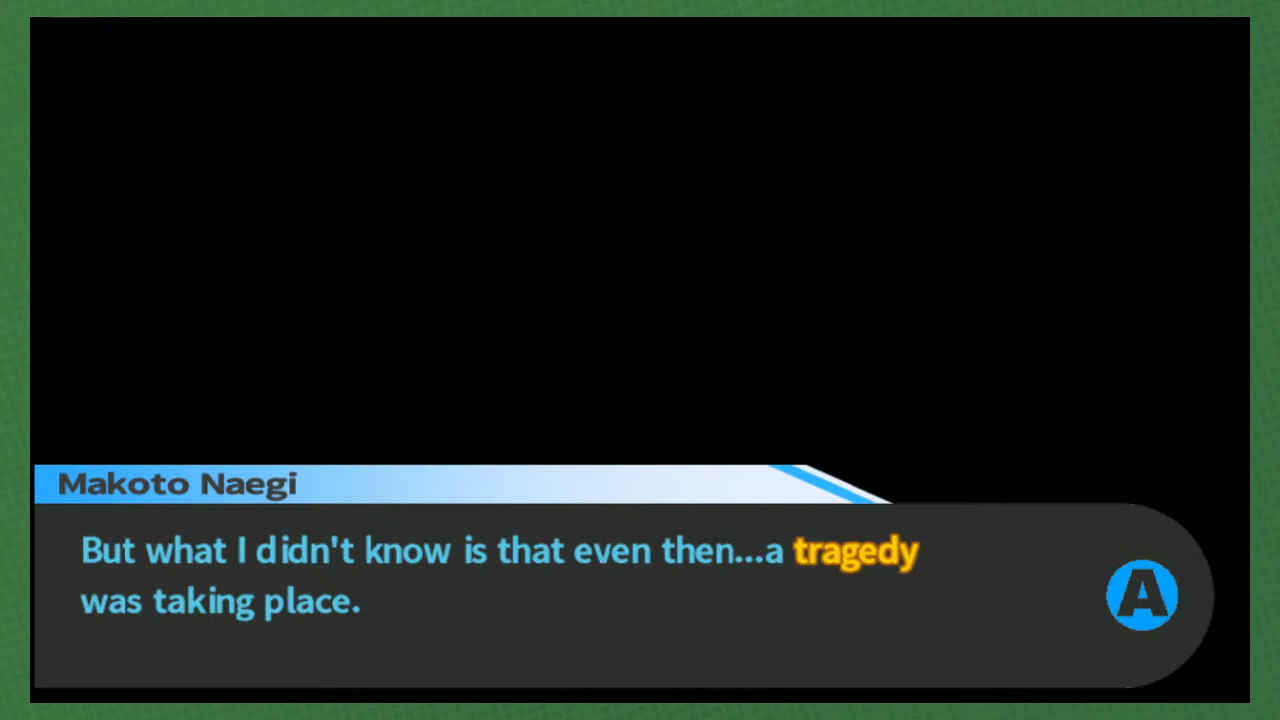 Makoto Naegi
But what I didn't know is that even then...a tragedy
was taking place.
A